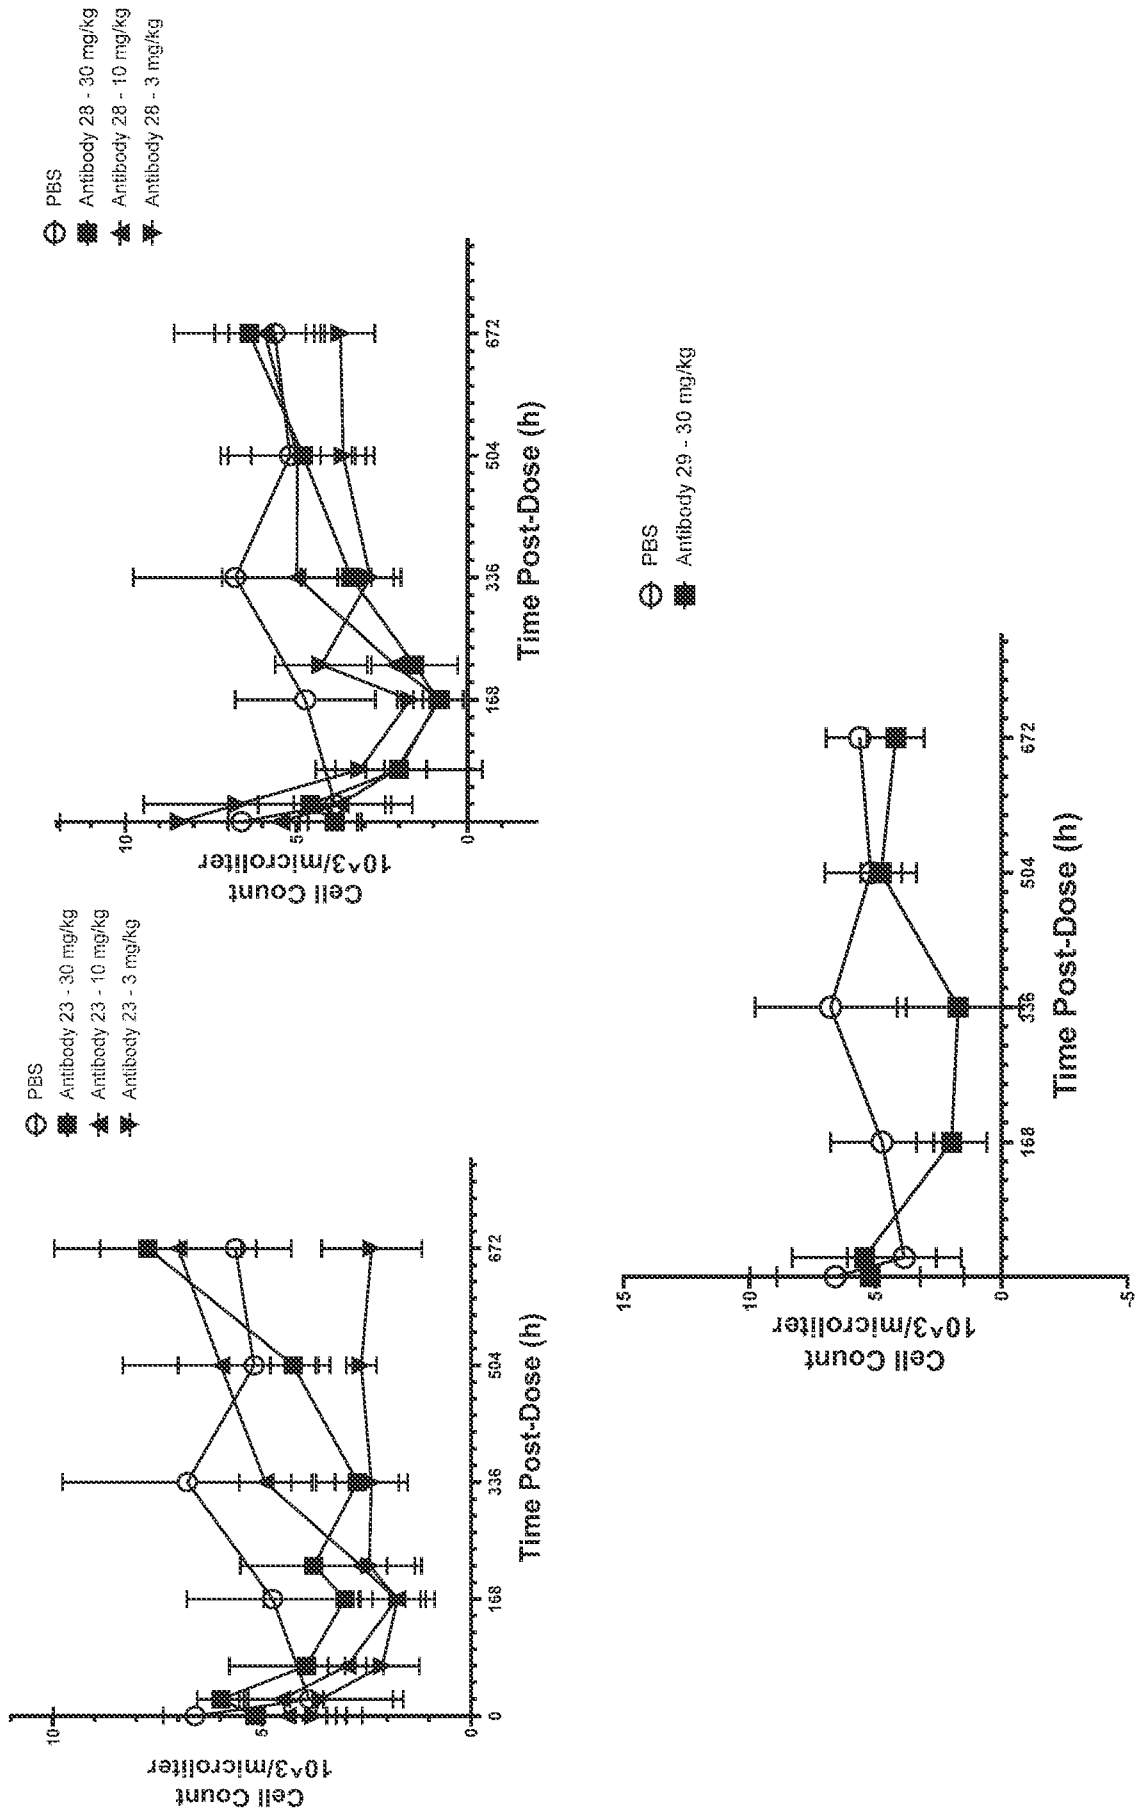 PBS
Antibody 23 - 30 mg/kg
Antibody 23 - 10 mg/kg
Antibody 23 - 3 mg/kg
Cell Count
10^3/microliter
10
5
0
0
168
336
504
672
Time Post-Dose (h)
PBS
Antibody 28 - 30 mg/kg
Antibody 28 - 10 mg/kg
Antibody 28 - 3 mg/kg
Cell Count
10^3/microliter
10
5
0
168
336
504
672
Time Post-Dose (h)
PBS
Antibody 29 - 30 mg/kg
Cell Count
10^3/microliter
15
10
5
0
-5
168
336
504
672
Time Post-Dose (h)